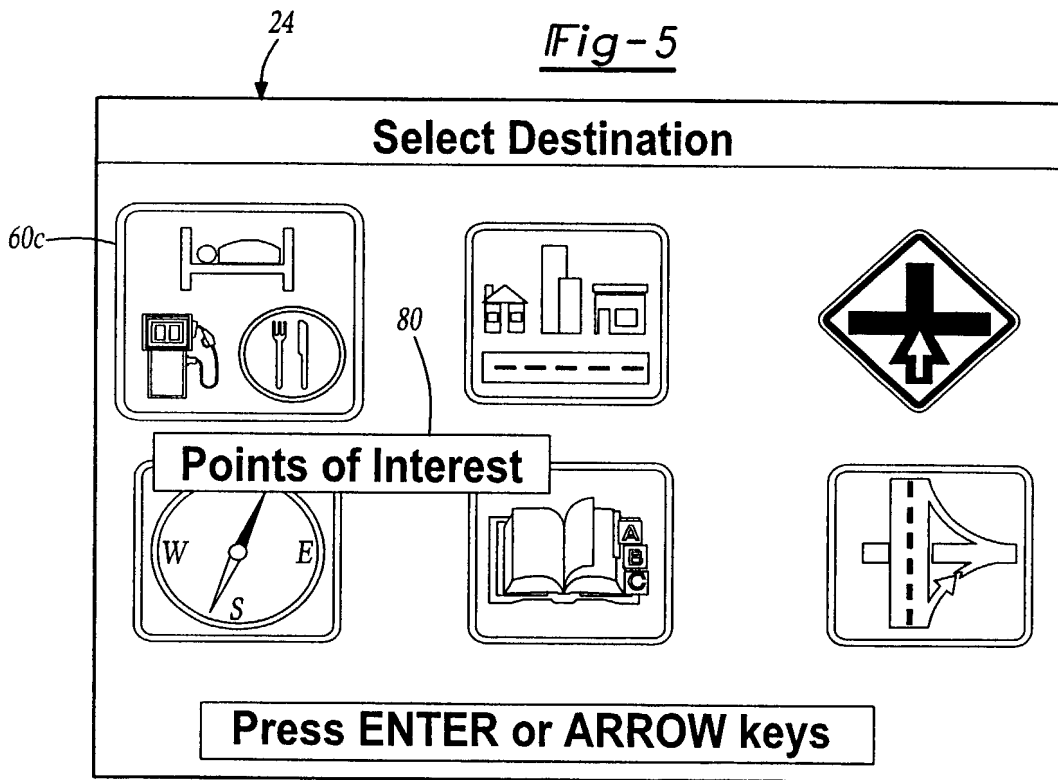 24
Fig-5
Select Destination
60c
80
Points of Interest
W
E
S
A
B
C
Press ENTER or ARROW keys